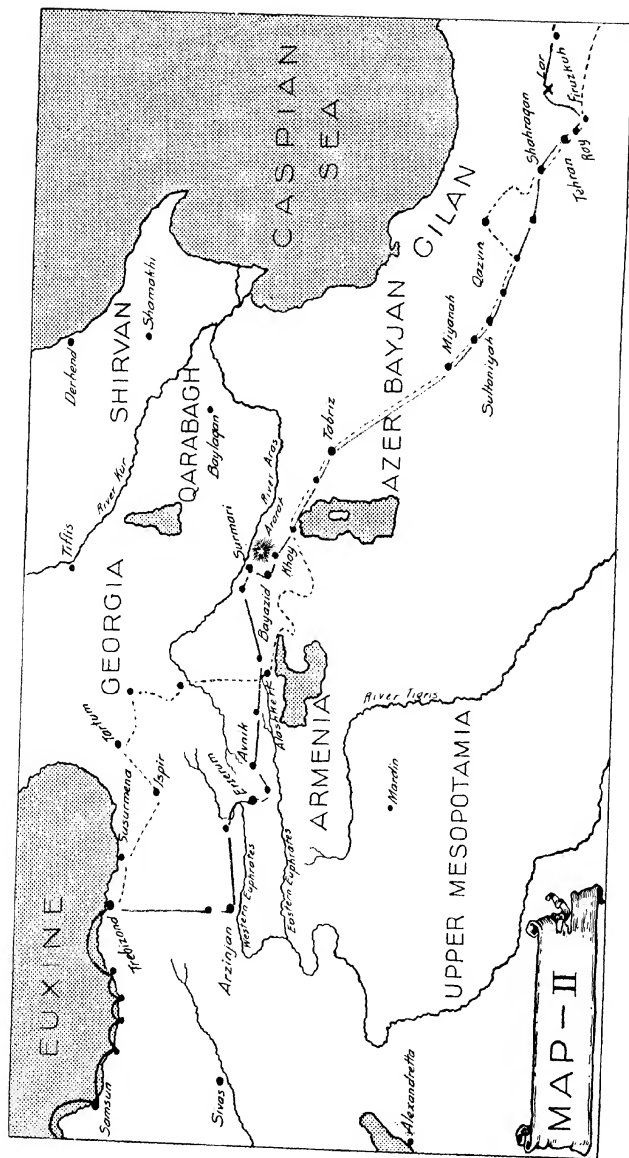 EUXINE
Samsun
Trebizond
Susurmena
Tortum
Ispir
GEORGIA
Tiflis
River Kur
Derbend
SHIRVAN
Shamakhi
QARABAGH
Baylaqan
CASPIAN
SEA
Sivas
Arzinjan
Western Euphrates
Erzerum
Avnik
Alashkert
Eastern Euphrates
Surmari
River Aras
Ararat
Bayazid
Khoy
Tabriz
GILAN
AZER BAYJAN
Miyanah
Sultaniyah
Qazvin
Shahraqan
Tehran
Ray
Lar
Firuzkuh
ARMENIA
River Tigris
Mardin
UPPER MESOPOTAMIA
Alexandretta
MAP-II